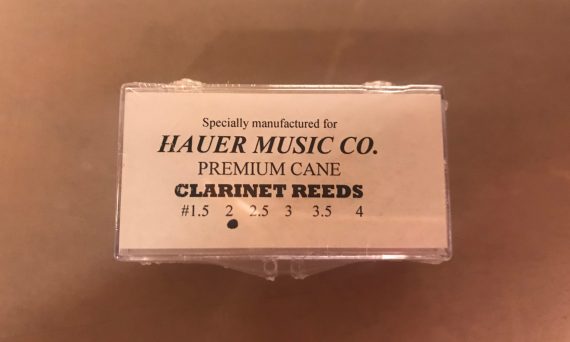 Specially manufactured for
HAUER MUSIC CO.
PREMIUM CANE
CLARINET REEDS
#1.5 2 2.5 3 3.5 4